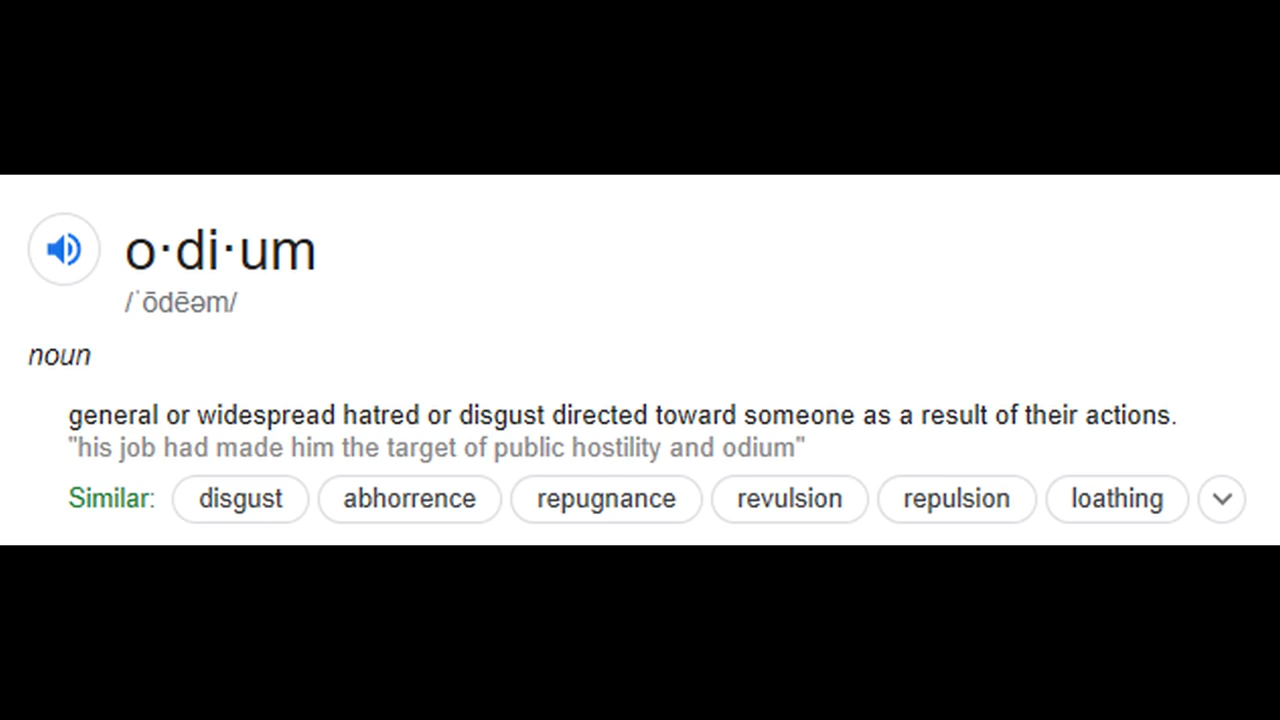 o·di·um
/ˈōdēəm/
noun
general or widespread hatred or disgust directed toward someone as a result of their actions.
"his job had made him the target of public hostility and odium"
Similar: disgust abhorrence repugnance revulsion repulsion loathing